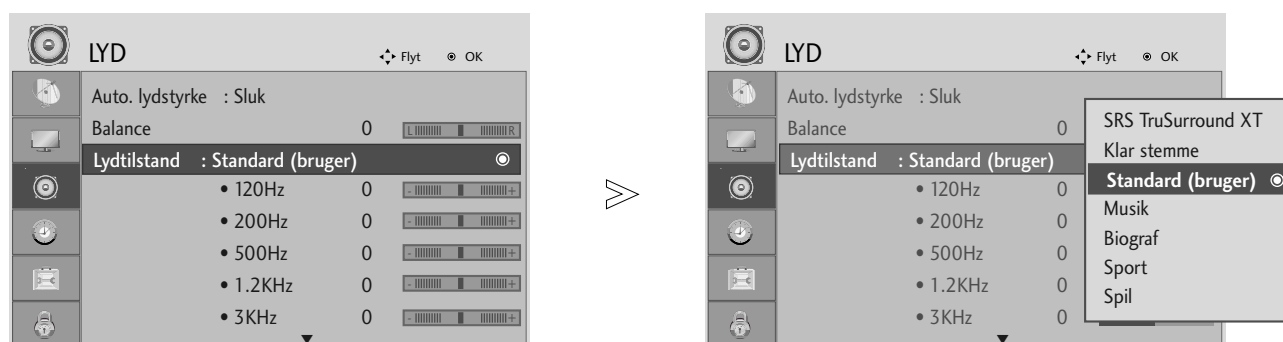 LYD
Flyt OK
Auto. lydstyrke : Sluk
Balance 0 L R
Lydtilstand : Standard (bruger)
• 120Hz 0 - +
• 200Hz 0 - +
• 500Hz 0 - +
• 1.2KHz 0 - +
• 3KHz 0 - +
LYD
Flyt OK
Auto. lydstyrke : Sluk
Balance 0
Lydtilstand : Standard (bruger)
• 120Hz 0
• 200Hz 0
• 500Hz 0
• 1.2KHz 0
• 3KHz 0
SRS TruSurround XT
Klar stemme
Standard (bruger)
Musik
Biograf
Sport
Spil